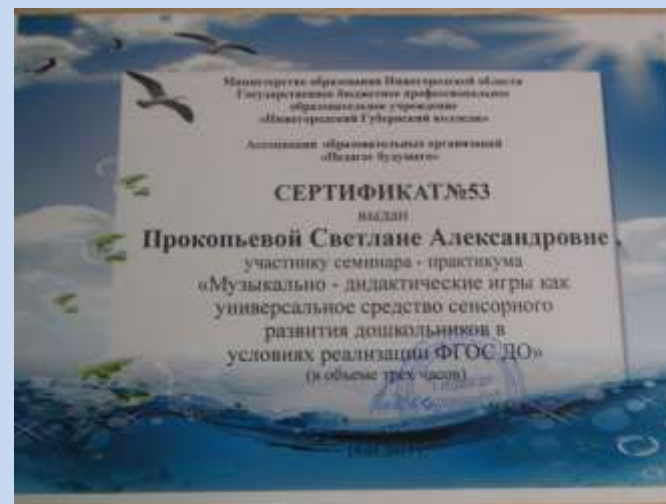 Министерство образования Нижегородской области
Государственное бюджетное профессиональное
образовательное учреждение
«Нижегородский Губернский колледж»
Ассоциация образовательных организаций
«Педагог будущего»
СЕРТИФИКАТ№53
выдан
Прокопьевой Светлане Александровне ,
участнику семинара - практикума
«Музыкально - дидактические игры как
универсальное средство сенсорного
развития дошкольников в
условиях реализации ФГОС ДО»
(в объеме трех часов)